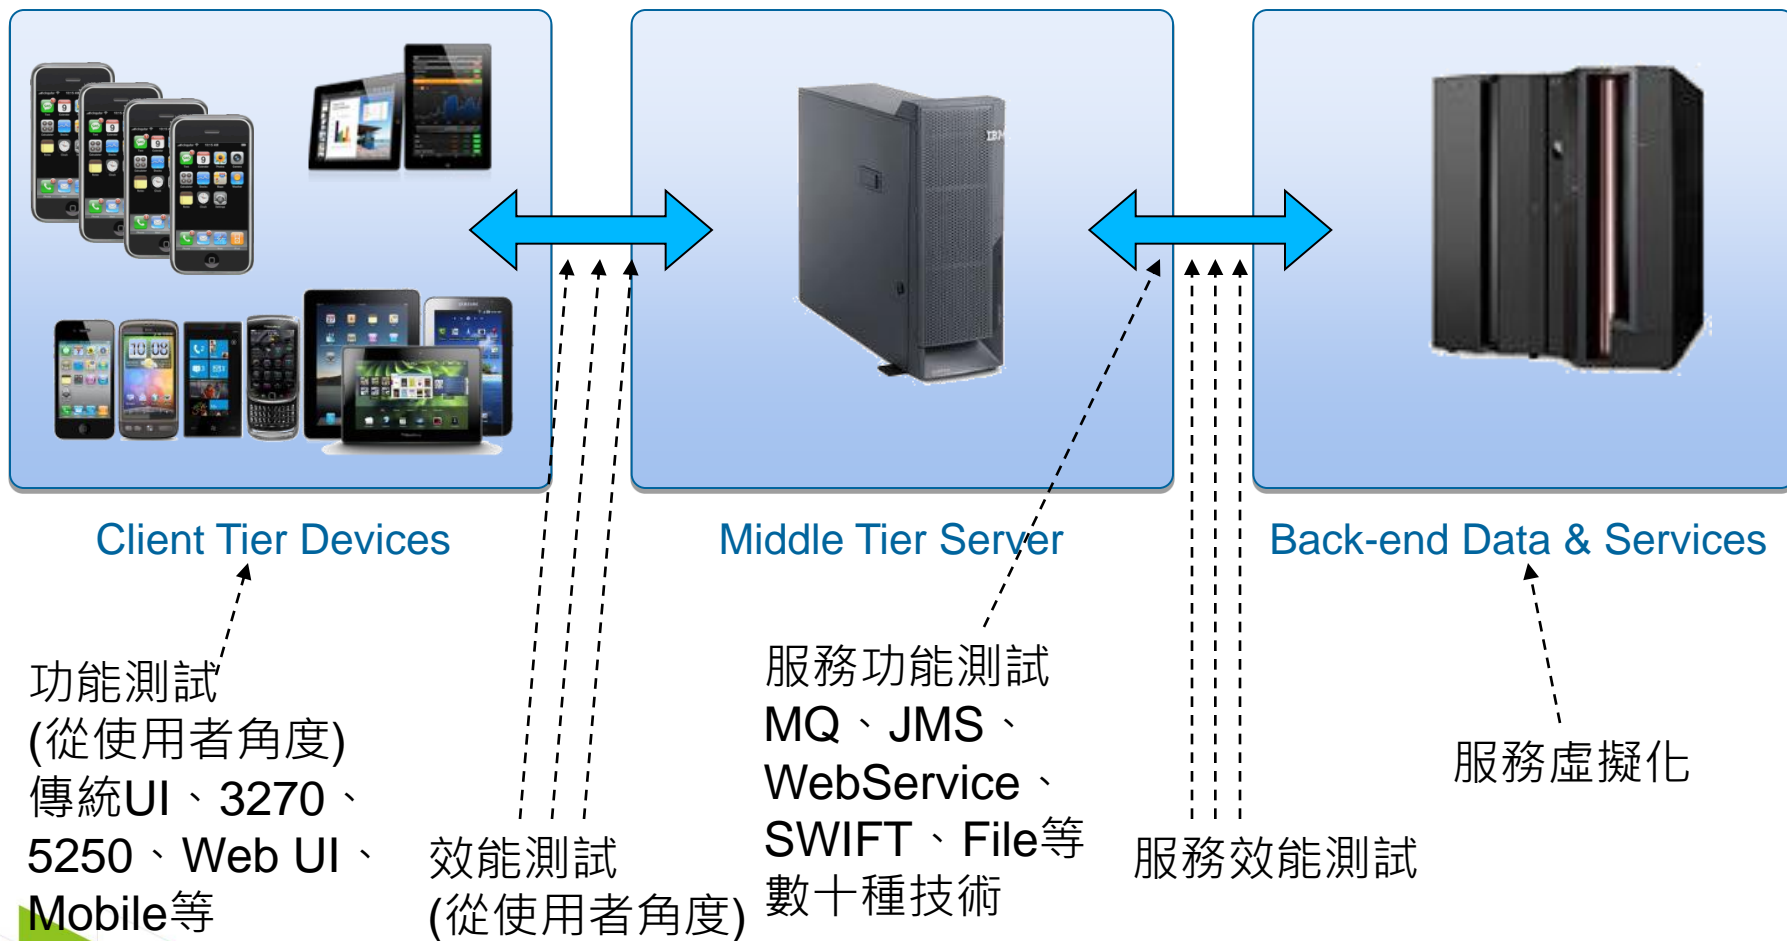 IBM
10 08
SAMSUNG
Client Tier Devices
Middle Tier Server
Back-end Data & Services
功能測試
(從使用者角度)
傳統UI、3270、
5250、Web UI、
Mobile等
效能測試
(從使用者角度)
服務功能測試
MQ、JMS、
WebService、
SWIFT、File等
數十種技術
服務效能測試
服務虛擬化